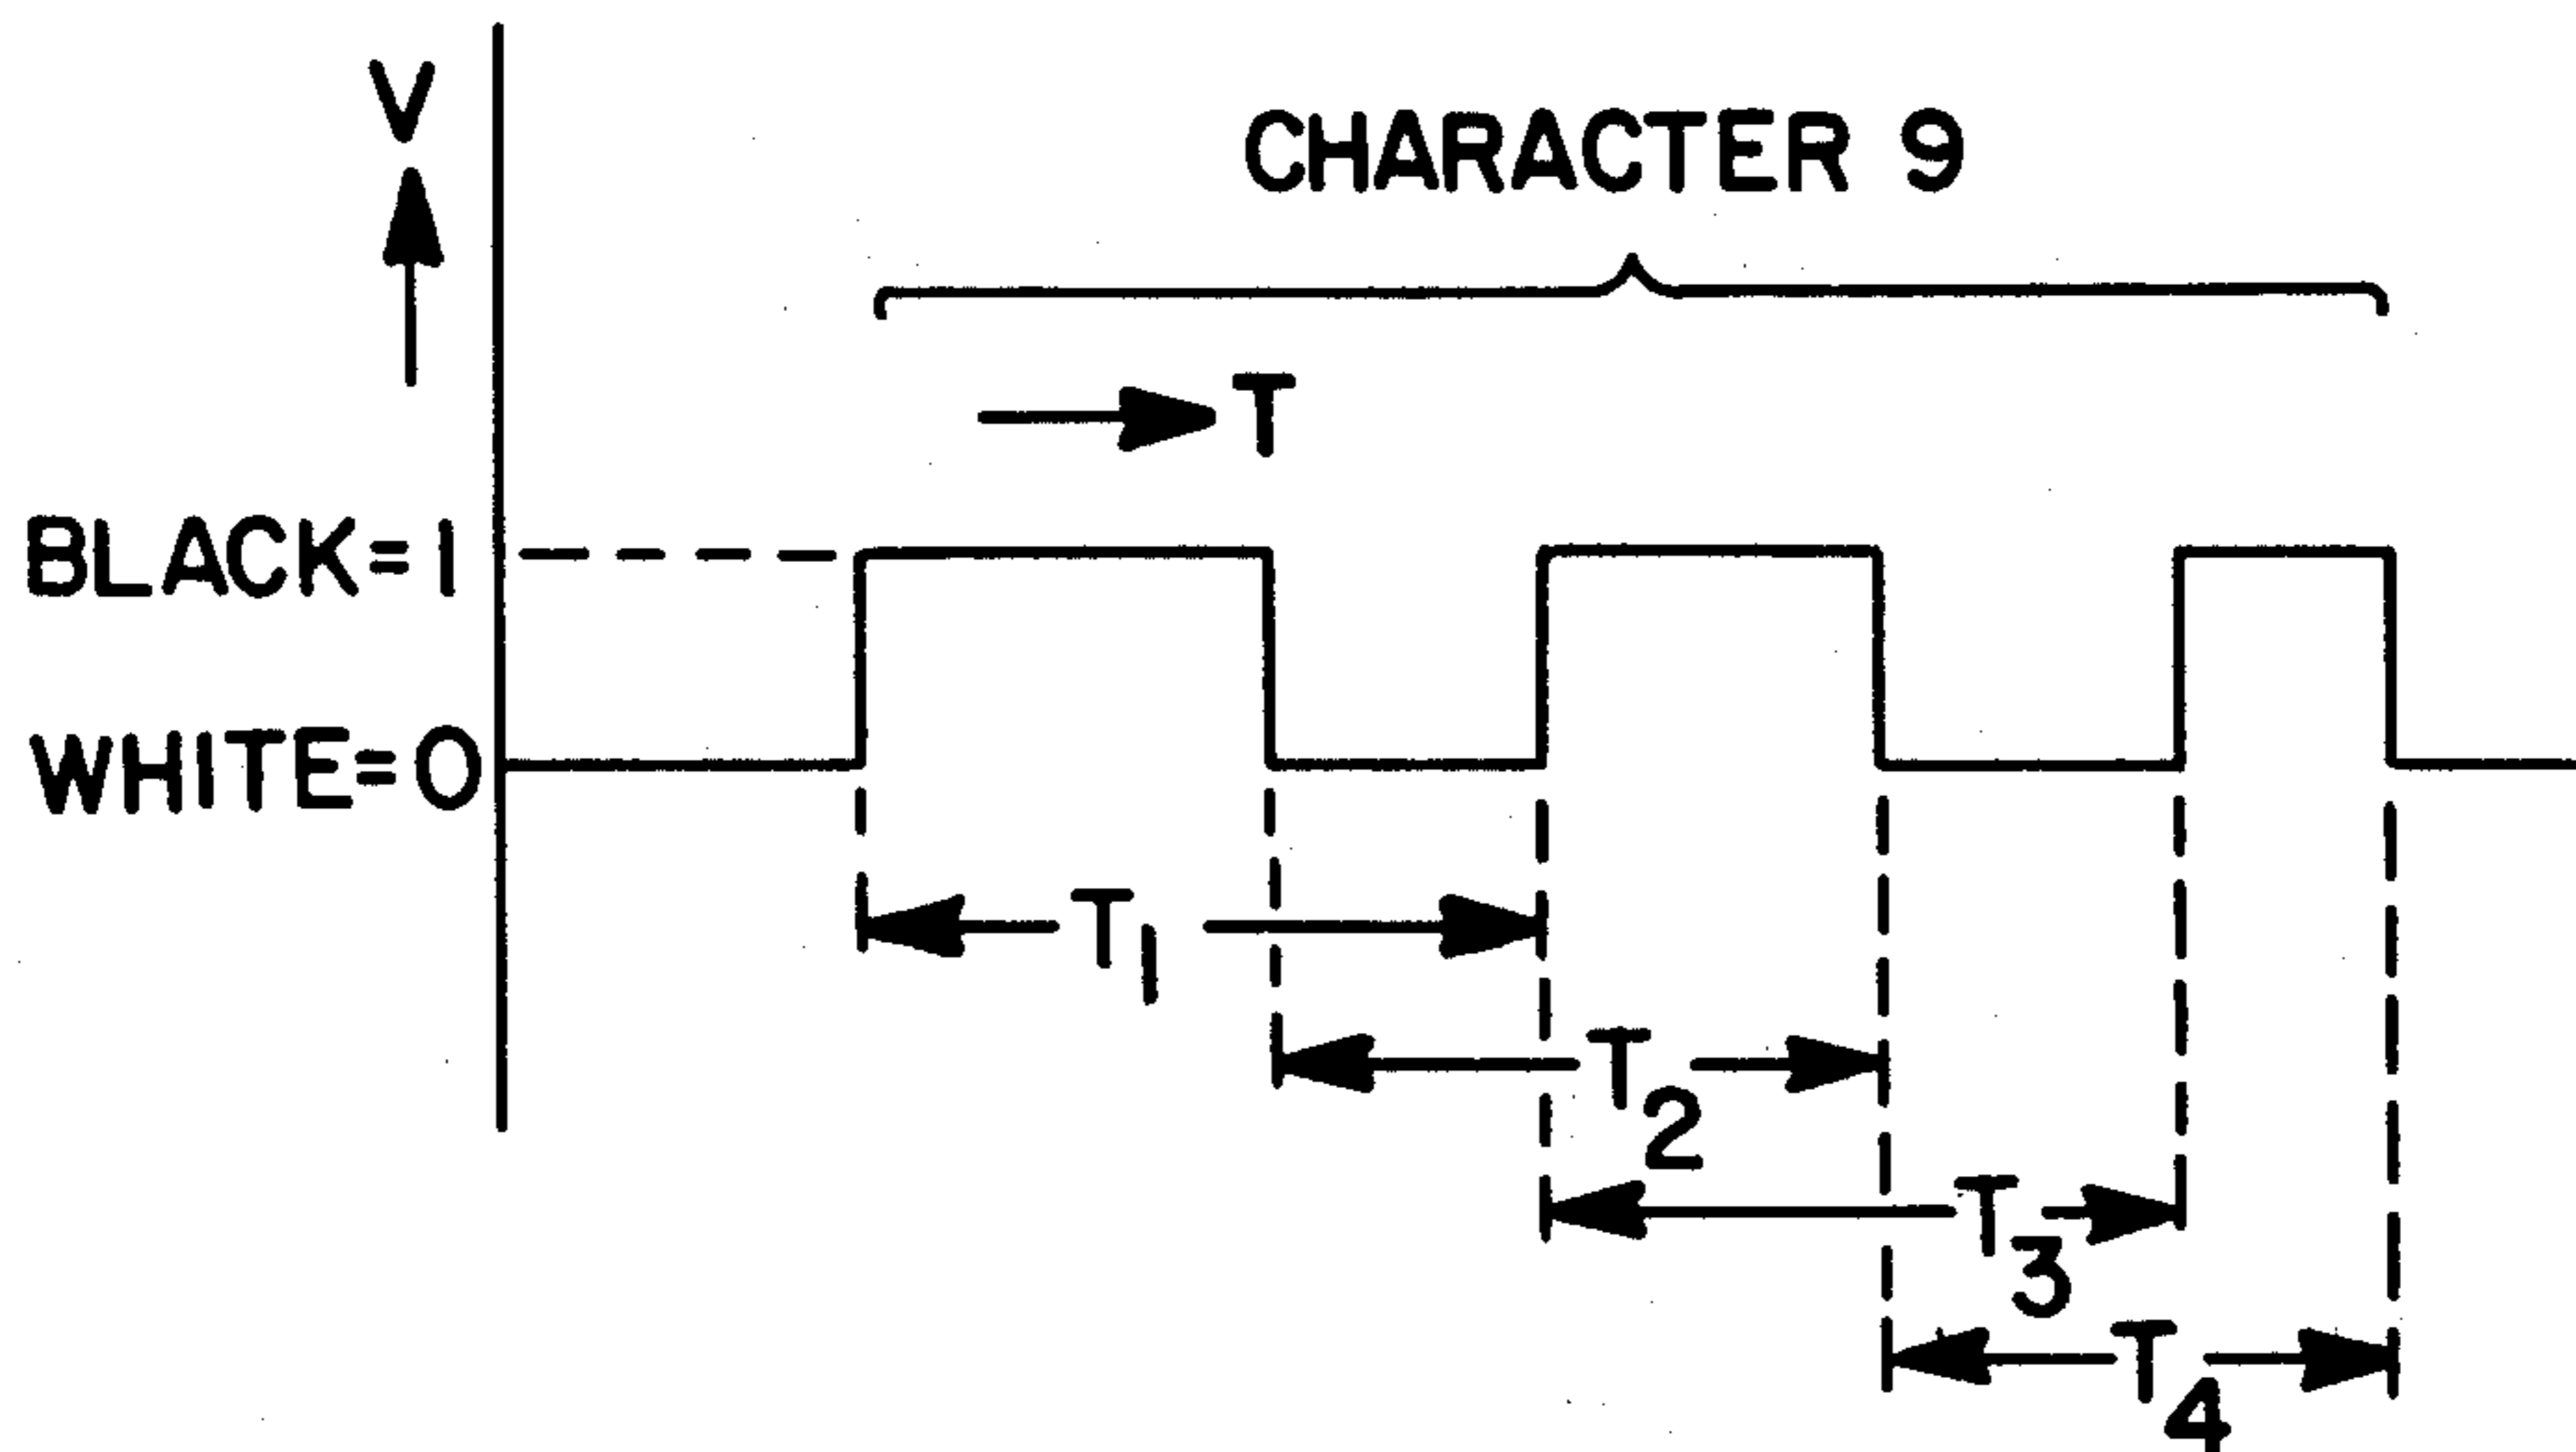 V
CHARACTER 9
T
BLACK=1
WHITE=0
T1
T2
T3
T4